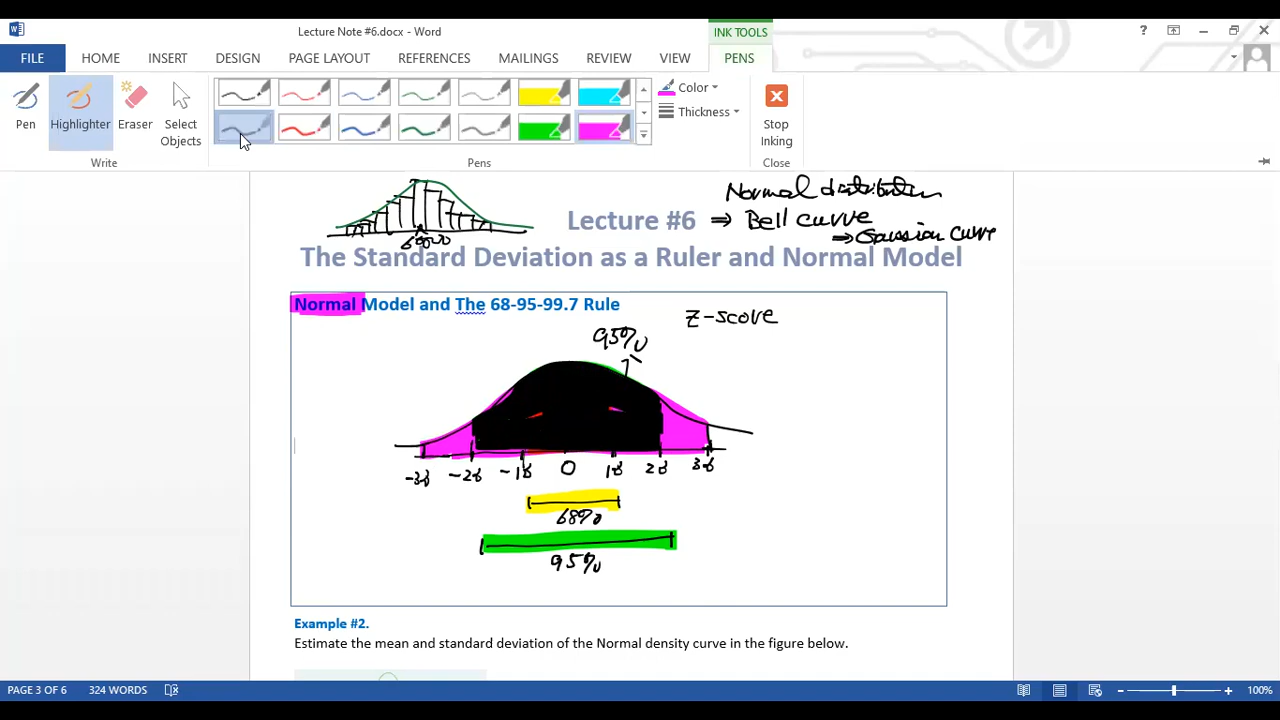 Lecture Note #6.docx - Word
INK TOOLS
?
FILE
HOME
INSERT
DESIGN
PAGE LAYOUT
REFERENCES
MAILINGS
REVIEW
VIEW
PENS
Pen
Highlighter
Eraser
Select Objects
Color
Thickness
Stop Inking
Write
Pens
Close
Normal distribution
Lecture #6
⇒ Bell curve
⇒ Gaussian curve
The Standard Deviation as a Ruler and Normal Model
Normal Model and The 68-95-99.7 Rule
Z-score
95%
-3σ -2σ -1σ 0 1σ 2σ 3σ
68%
95%
Example #2.
Estimate the mean and standard deviation of the Normal density curve in the figure below.
PAGE 3 OF 6
324 WORDS
100%